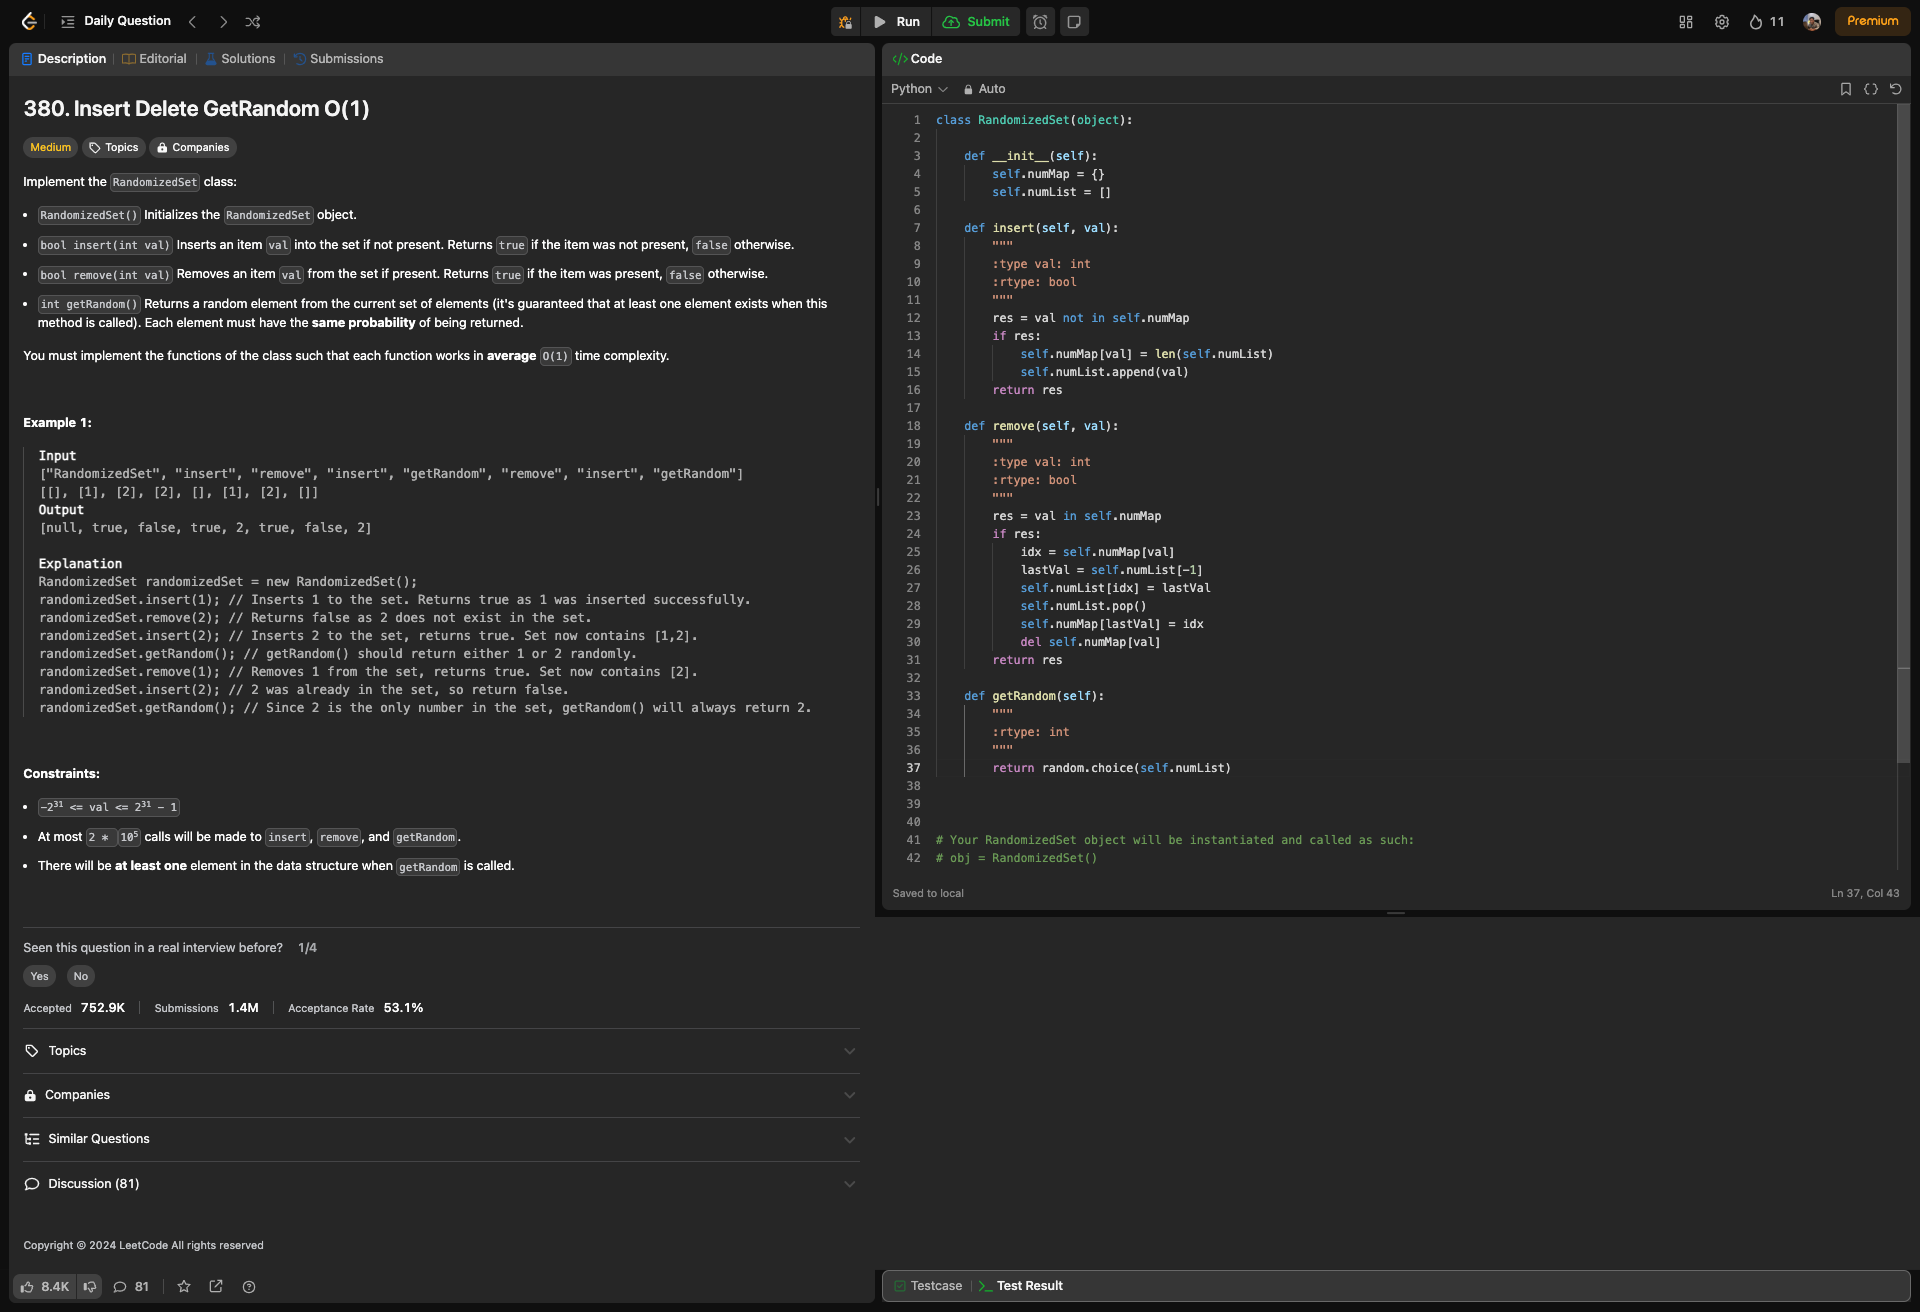 Daily Question
Run
Submit
11
Premium
Description
Editorial
Solutions
Submissions
380. Insert Delete GetRandom O(1)
Medium
Topics
Companies
Implement the RandomizedSet class:
• RandomizedSet() Initializes the RandomizedSet object.
• bool insert(int val) Inserts an item val into the set if not present. Returns true if the item was not present, false otherwise.
• bool remove(int val) Removes an item val from the set if present. Returns true if the item was present, false otherwise.
• int getRandom() Returns a random element from the current set of elements (it's guaranteed that at least one element exists when this
method is called). Each element must have the same probability of being returned.
You must implement the functions of the class such that each function works in average O(1) time complexity.
Example 1:
Input
["RandomizedSet", "insert", "remove", "insert", "getRandom", "remove", "insert", "getRandom"]
[[], [1], [2], [2], [], [1], [2], []]
Output
[null, true, false, true, 2, true, false, 2]
Explanation
RandomizedSet randomizedSet = new RandomizedSet();
randomizedSet.insert(1); // Inserts 1 to the set. Returns true as 1 was inserted successfully.
randomizedSet.remove(2); // Returns false as 2 does not exist in the set.
randomizedSet.insert(2); // Inserts 2 to the set, returns true. Set now contains [1,2].
randomizedSet.getRandom(); // getRandom() should return either 1 or 2 randomly.
randomizedSet.remove(1); // Removes 1 from the set, returns true. Set now contains [2].
randomizedSet.insert(2); // 2 was already in the set, so return false.
randomizedSet.getRandom(); // Since 2 is the only number in the set, getRandom() will always return 2.
Constraints:
• -2³¹ <= val <= 2³¹ - 1
• At most 2 * 10⁵ calls will be made to insert, remove, and getRandom.
• There will be at least one element in the data structure when getRandom is called.
Seen this question in a real interview before? 1/4
Yes
No
Accepted 752.9K
Submissions 1.4M
Acceptance Rate 53.1%
Topics
Companies
Similar Questions
Discussion (81)
Copyright © 2024 LeetCode All rights reserved
8.4K
81
</> Code
Python
Auto
1 class RandomizedSet(object):
2
3     def __init__(self):
4         self.numMap = {}
5         self.numList = []
6
7     def insert(self, val):
8         """
9         :type val: int
10         :rtype: bool
11         """
12         res = val not in self.numMap
13         if res:
14             self.numMap[val] = len(self.numList)
15             self.numList.append(val)
16         return res
17
18     def remove(self, val):
19         """
20         :type val: int
21         :rtype: bool
22         """
23         res = val in self.numMap
24         if res:
25             idx = self.numMap[val]
26             lastVal = self.numList[-1]
27             self.numList[idx] = lastVal
28             self.numList.pop()
29             self.numMap[lastVal] = idx
30             del self.numMap[val]
31         return res
32
33     def getRandom(self):
34         """
35         :rtype: int
36         """
37         return random.choice(self.numList)
38
39
40
41 # Your RandomizedSet object will be instantiated and called as such:
42 # obj = RandomizedSet()
Saved to local
Ln 37, Col 43
Testcase
Test Result